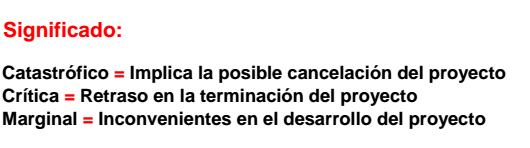 Significado:
Catastrófico = Implica la posible cancelación del proyecto
Crítica = Retraso en la terminación del proyecto
Marginal = Inconvenientes en el desarrollo del proyecto